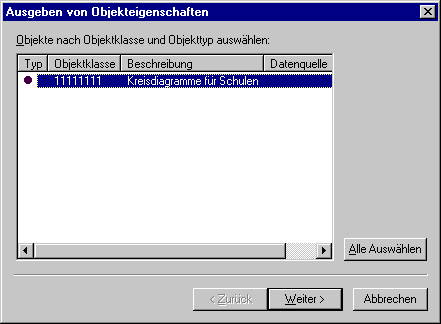 Ausgeben von Objekteigenschaften
Objekte nach Objektklasse und Objekttyp auswählen:
Typ Objektklasse Beschreibung Datenquelle
11111111 Kreisdiagramme für Schulen
Alle Auswählen
< Zurück Weiter > Abbrechen